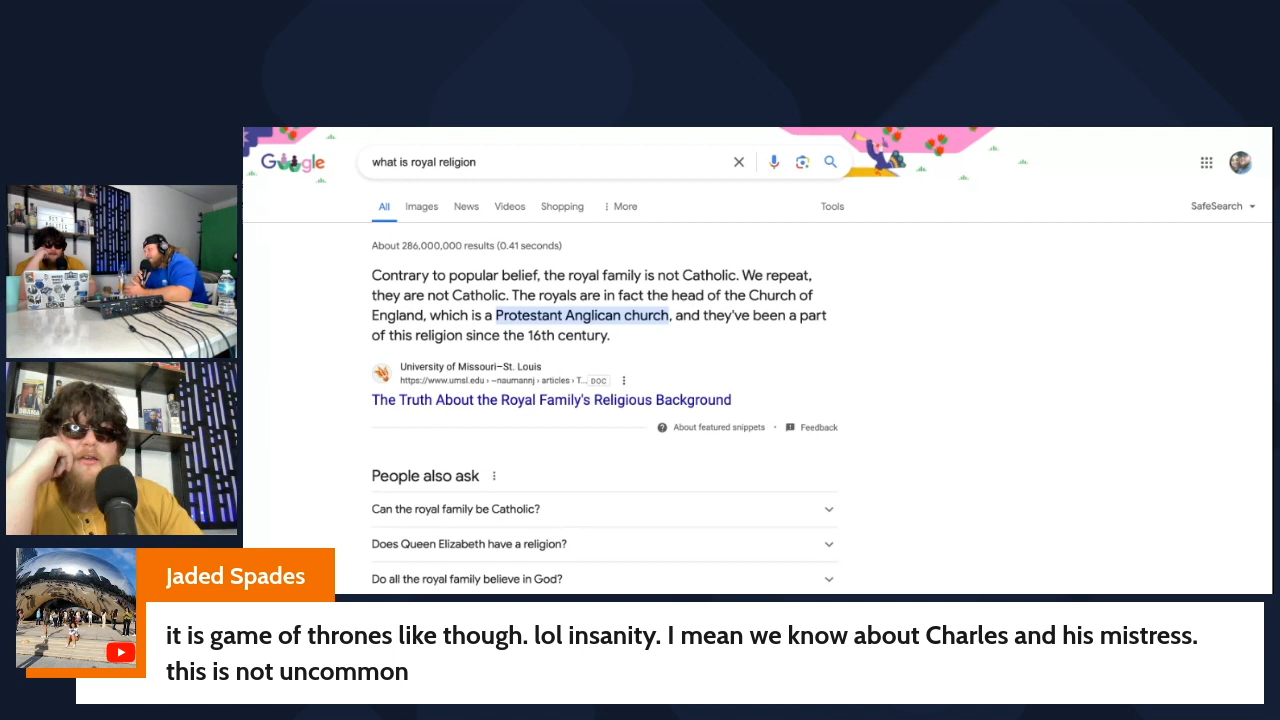 Google
what is royal religion
All Images News Videos Shopping More Tools SafeSearch
About 286,000,000 results (0.41 seconds)
Contrary to popular belief, the royal family is not Catholic. We repeat,
they are not Catholic. The royals are in fact the head of the Church of
England, which is a Protestant Anglican church, and they've been a part
of this religion since the 16th century.
University of Missouri–St. Louis
https://www.umsl.edu › ~naumannj › articles › T... DOC
The Truth About the Royal Family's Religious Background
About featured snippets • Feedback
People also ask
Can the royal family be Catholic?
Does Queen Elizabeth have a religion?
Do all the royal family believe in God?
OBAMA
Jaded Spades
it is game of thrones like though. lol insanity. I mean we know about Charles and his mistress.
this is not uncommon